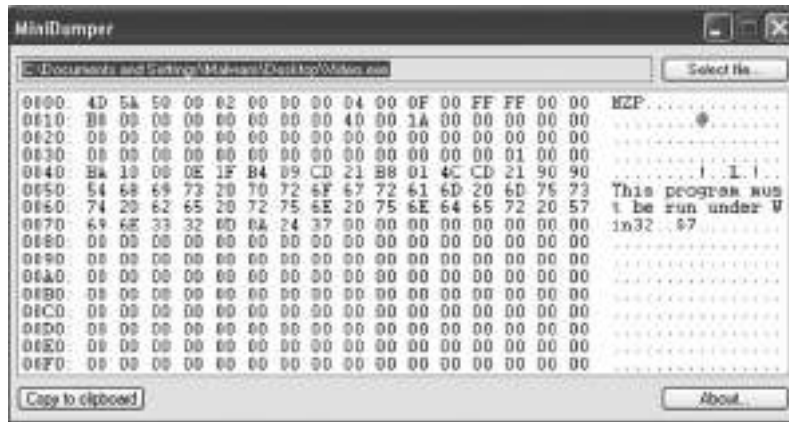 MiniDumper
C:\Documents and Settings\Malware\Desktop\Video.exe
Select file...
0000: 4D 5A 50 00 02 00 00 00 04 00 0F 00 FF FF 00 00 MZP.............
0010: B8 00 00 00 00 00 00 00 40 00 1A 00 00 00 00 00 ........@.......
0020: 00 00 00 00 00 00 00 00 00 00 00 00 00 00 00 00 ................
0030: 00 00 00 00 00 00 00 00 00 00 00 00 00 01 00 00 ................
0040: BA 10 00 0E 1F B4 09 CD 21 B8 01 4C CD 21 90 90 ........!..L.!..
0050: 54 68 69 73 20 70 72 6F 67 72 61 6D 20 6D 75 73 This program mus
0060: 74 20 62 65 20 72 75 6E 20 75 6E 64 65 72 20 57 t be run under W
0070: 69 6E 33 32 0D 0A 24 37 00 00 00 00 00 00 00 00 in32..$7........
0080: 00 00 00 00 00 00 00 00 00 00 00 00 00 00 00 00 ................
0090: 00 00 00 00 00 00 00 00 00 00 00 00 00 00 00 00 ................
00A0: 00 00 00 00 00 00 00 00 00 00 00 00 00 00 00 00 ................
00B0: 00 00 00 00 00 00 00 00 00 00 00 00 00 00 00 00 ................
00C0: 00 00 00 00 00 00 00 00 00 00 00 00 00 00 00 00 ................
00D0: 00 00 00 00 00 00 00 00 00 00 00 00 00 00 00 00 ................
00E0: 00 00 00 00 00 00 00 00 00 00 00 00 00 00 00 00 ................
00F0: 00 00 00 00 00 00 00 00 00 00 00 00 00 00 00 00 ................
Copy to clipboard
About...